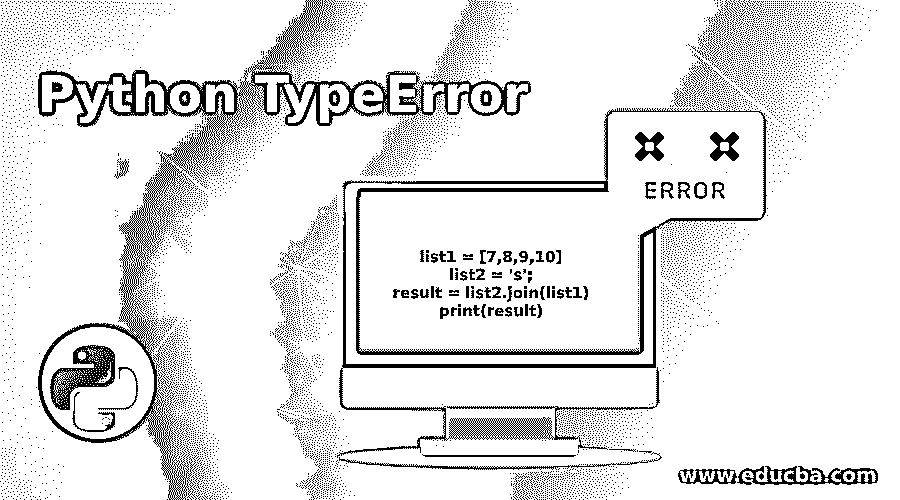 Python TypeError
ERROR
list1 = [7,8,9,10]
list2 = 's';
result = list2.join(list1)
print(result)
www.educba.com